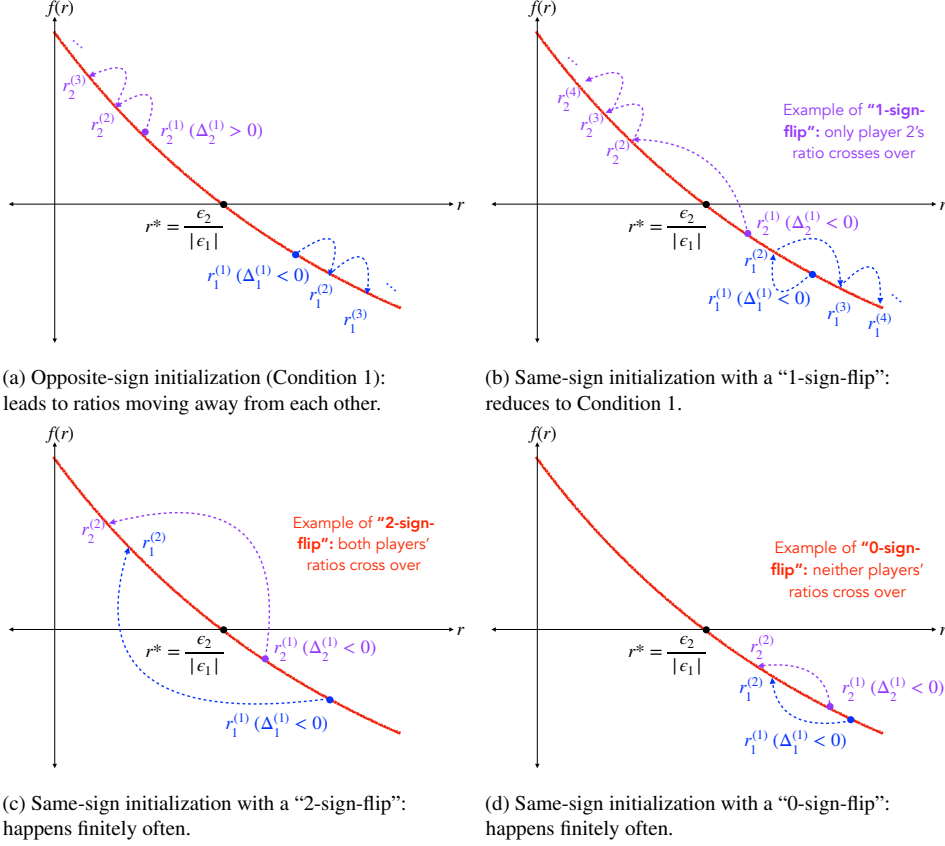 f(r)
⋱
r_2^{(3)}
r_2^{(2)}
r_2^{(1)} (Δ_2^{(1)} > 0)
r
r* = ϵ_2 / |ϵ_1|
r_1^{(1)} (Δ_1^{(1)} < 0)
r_1^{(2)}
r_1^{(3)}
⋱
(a) Opposite-sign initialization (Condition 1):
leads to ratios moving away from each other.
f(r)
⋱
r_2^{(4)}
r_2^{(3)}
r_2^{(2)}
Example of "1-sign-
flip": only player 2's
ratio crosses over
r
r* = ϵ_2 / |ϵ_1|
r_2^{(1)} (Δ_2^{(1)} < 0)
r_1^{(2)}
r_1^{(1)} (Δ_1^{(1)} < 0)
r_1^{(3)}
r_1^{(4)}
⋱
(b) Same-sign initialization with a “1-sign-flip”:
reduces to Condition 1.
f(r)
r_2^{(2)}
r_1^{(2)}
Example of "2-sign-
flip": both players'
ratios cross over
r
r* = ϵ_2 / |ϵ_1|
r_2^{(1)} (Δ_2^{(1)} < 0)
r_1^{(1)} (Δ_1^{(1)} < 0)
(c) Same-sign initialization with a “2-sign-flip”:
happens finitely often.
f(r)
Example of "0-sign-
flip": neither players'
ratios cross over
r
r* = ϵ_2 / |ϵ_1|
r_2^{(2)}
r_1^{(2)}
r_2^{(1)} (Δ_2^{(1)} < 0)
r_1^{(1)} (Δ_1^{(1)} < 0)
(d) Same-sign initialization with a “0-sign-flip”:
happens finitely often.